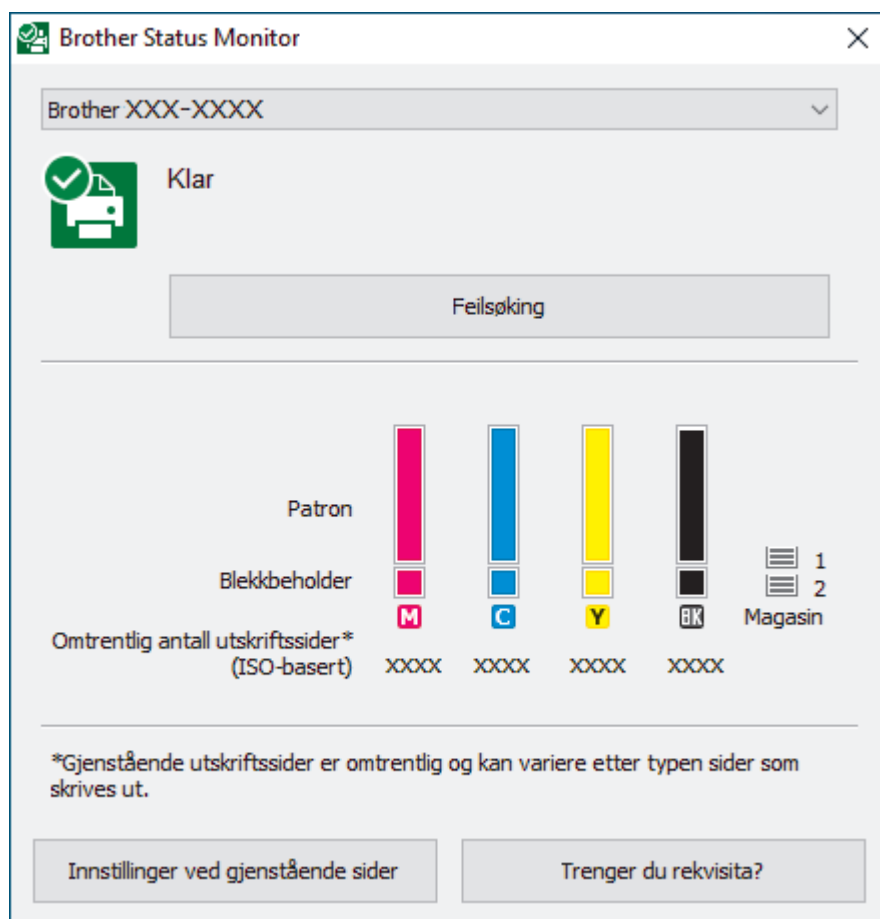 Brother Status Monitor
Brother XXX-XXXX
Klar
Feilsøking
Patron
Blekkbeholder
1
2
M C Y BK Magasin
Omtrentlig antall utskriftssider*
(ISO-basert) XXXX XXXX XXXX XXXX
*Gjenstående utskriftssider er omtrentlig og kan variere etter typen sider som
skrives ut.
Innstillinger ved gjenstående sider Trenger du rekvisita?